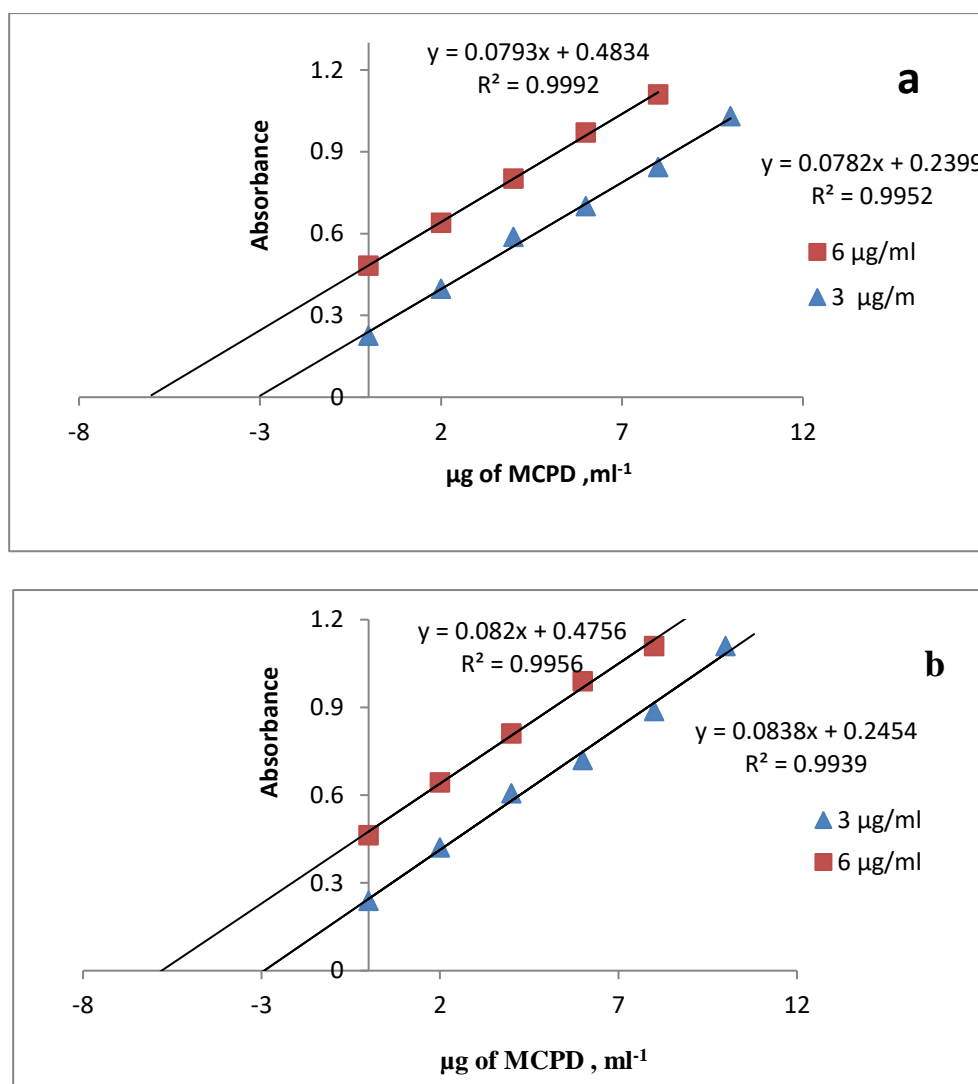 y = 0.0793x + 0.4834
R² = 0.9992
a
1.2
0.9
0.6
0.3
0
Absorbance
y = 0.0782x + 0.2399
R² = 0.9952
6 µg/ml
3 µg/m
-8 -3 2 7 12
µg of MCPD ,ml⁻¹
y = 0.082x + 0.4756
R² = 0.9956
b
1.2
0.9
0.6
0.3
0
Absorbance
y = 0.0838x + 0.2454
R² = 0.9939
3 µg/ml
6 µg/ml
-8 -3 2 7 12
µg of MCPD , ml⁻¹